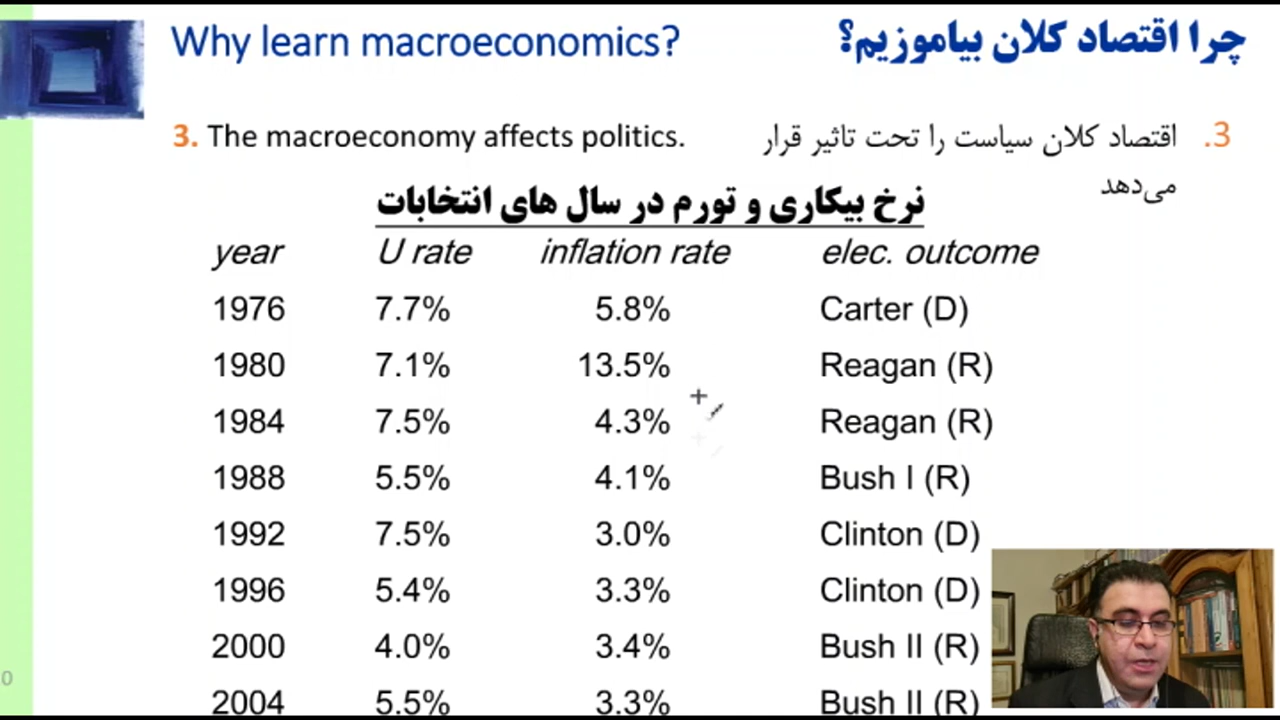 Why learn macroeconomics?
چرا اقتصاد کلان بیاموزیم؟
3. The macroeconomy affects politics.
3. اقتصاد کلان سیاست را تحت تاثیر قرار
می‌دهد
نرخ بیکاری و تورم در سال های انتخابات
year U rate inflation rate elec. outcome
1976 7.7% 5.8% Carter (D)
1980 7.1% 13.5% Reagan (R)
1984 7.5% 4.3% Reagan (R)
1988 5.5% 4.1% Bush I (R)
1992 7.5% 3.0% Clinton (D)
1996 5.4% 3.3% Clinton (D)
2000 4.0% 3.4% Bush II (R)
2004 5.5% 3.3% Bush II (R)
0